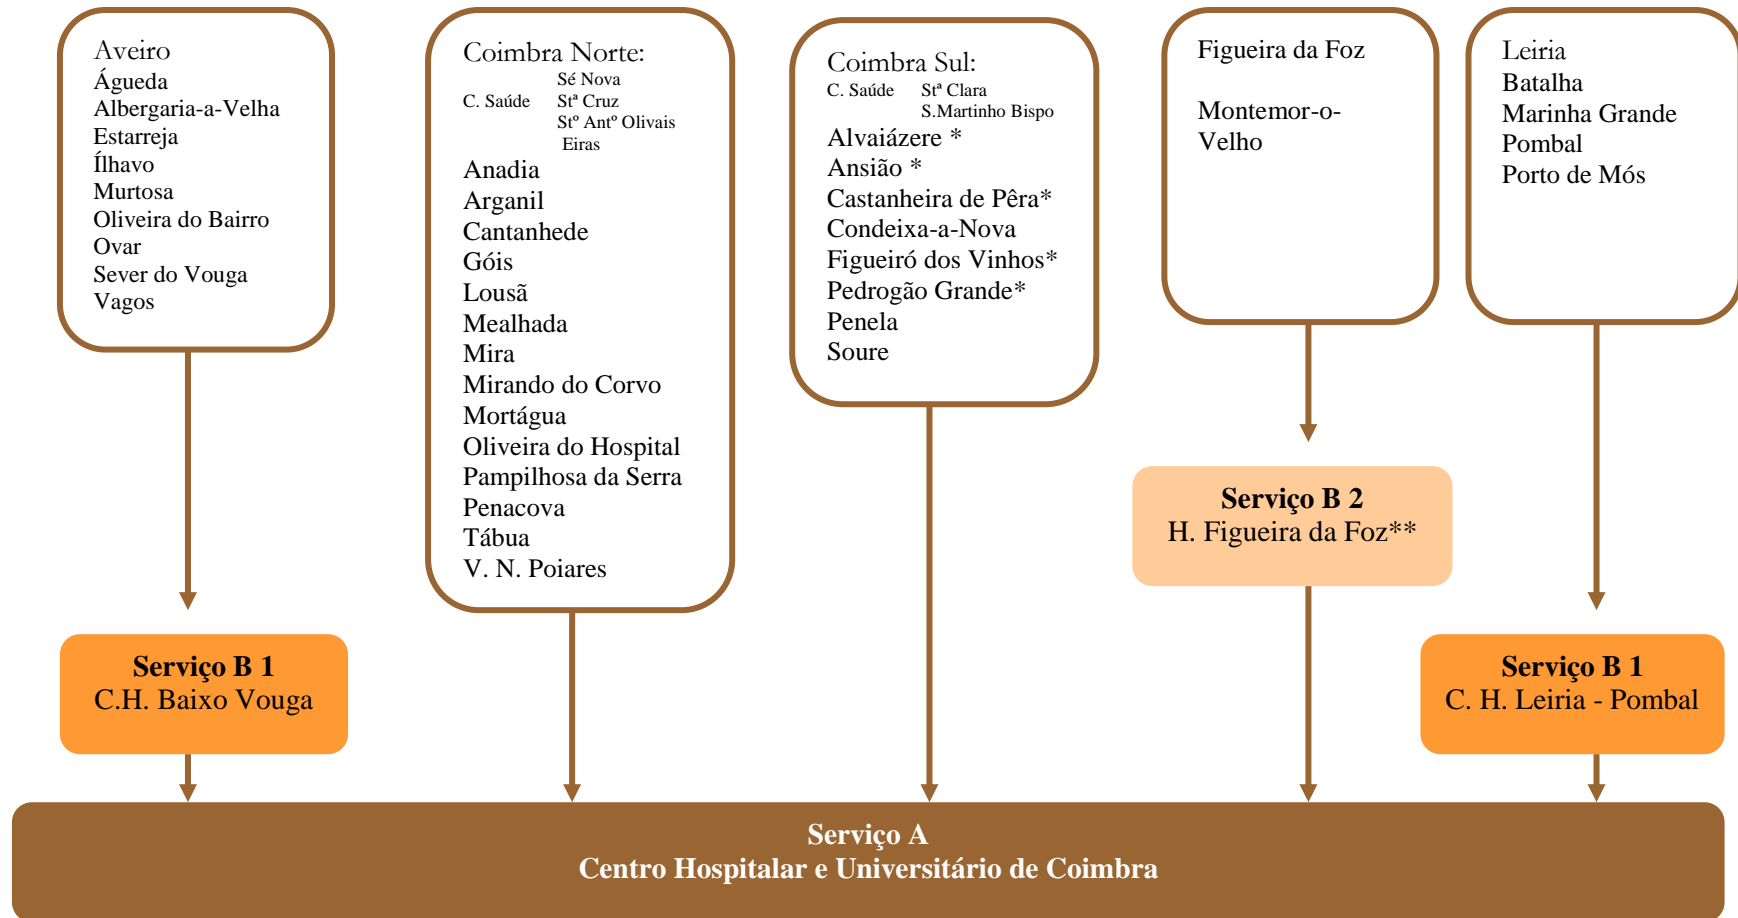 Aveiro
Águeda
Albergaria-a-Velha
Estarreja
Ílhavo
Murtosa
Oliveira do Bairro
Ovar
Sever do Vouga
Vagos
Coimbra Norte:
Sé Nova
C. Saúde Stª Cruz
Stº Antº Olivais
Eiras
Anadia
Arganil
Cantanhede
Góis
Lousã
Mealhada
Mira
Mirando do Corvo
Mortágua
Oliveira do Hospital
Pampilhosa da Serra
Penacova
Tábua
V. N. Poiares
Coimbra Sul:
C. Saúde Stª Clara
S.Martinho Bispo
Alvaiázere *
Ansião *
Castanheira de Pêra*
Condeixa-a-Nova
Figueiró dos Vinhos*
Pedrogão Grande*
Penela
Soure
Figueira da Foz
Montemor-o-
Velho
Leiria
Batalha
Marinha Grande
Pombal
Porto de Mós
Serviço B 2
H. Figueira da Foz**
Serviço B 1
C.H. Baixo Vouga
Serviço B 1
C. H. Leiria - Pombal
Serviço A
Centro Hospitalar e Universitário de Coimbra